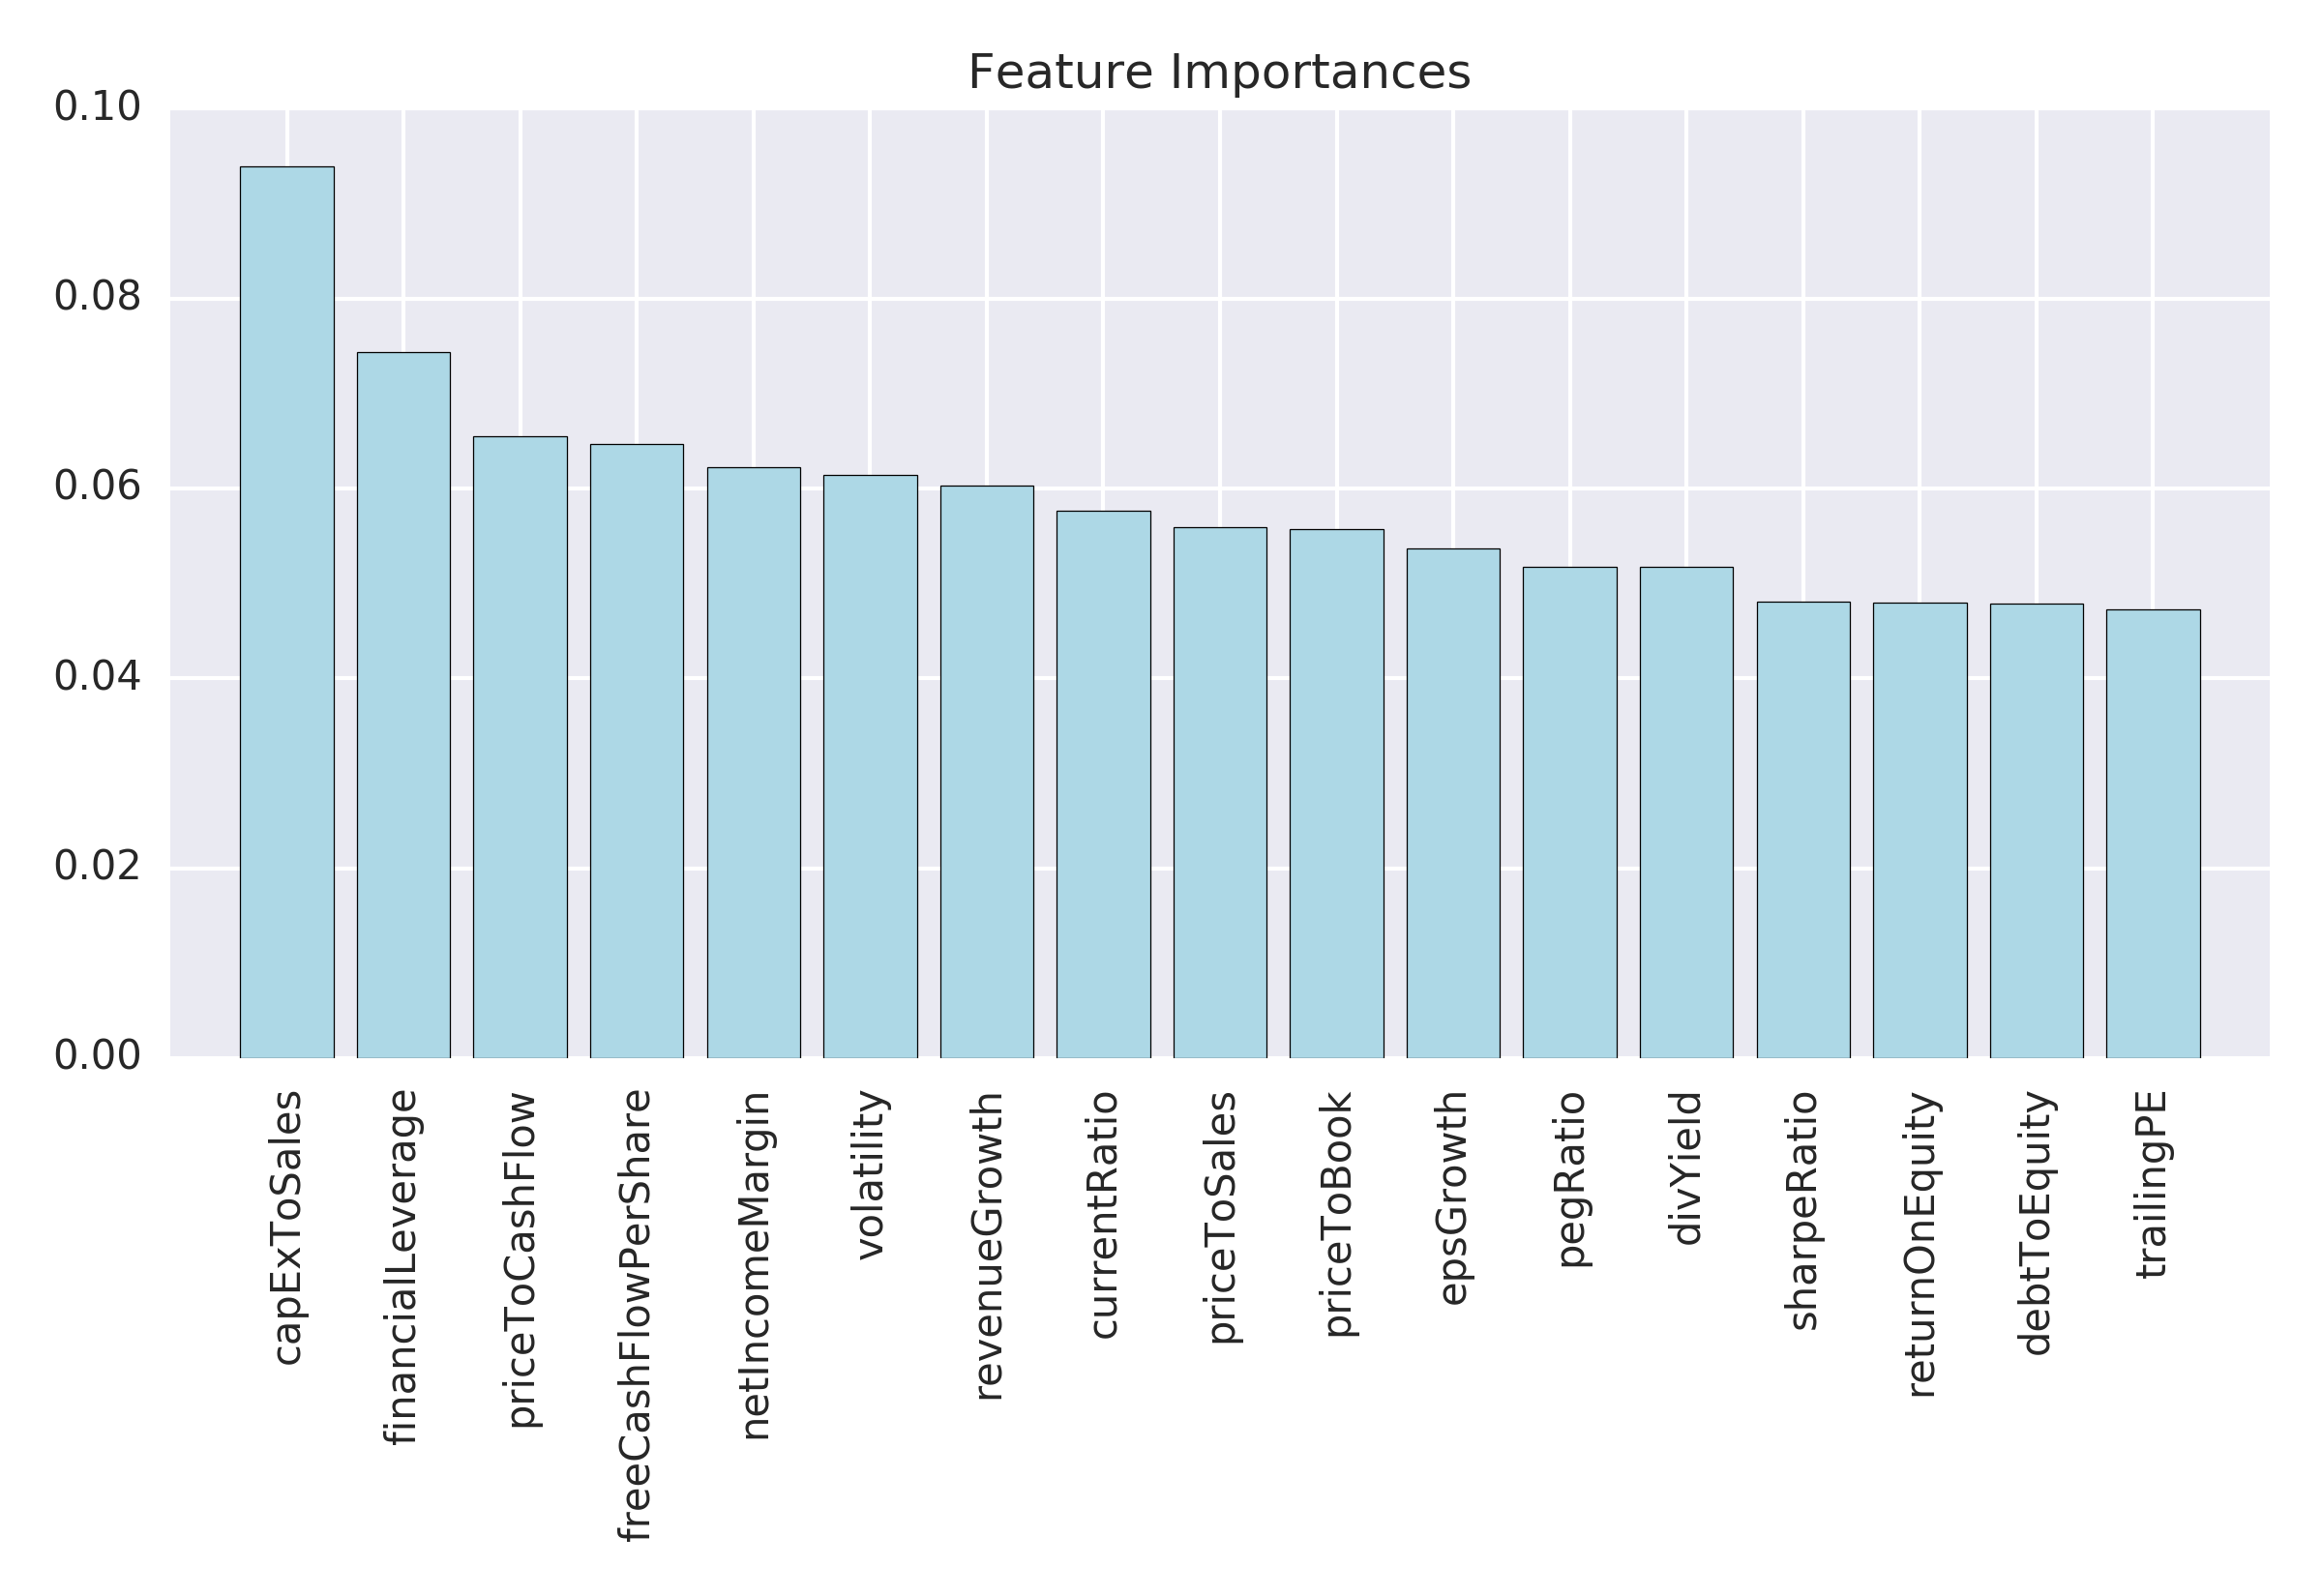 Feature Importances
0.10
0.08
0.06
0.04
0.02
0.00
capExToSales
financialLeverage
priceToCashFlow
freeCashFlowPerShare
netIncomeMargin
volatility
revenueGrowth
currentRatio
priceToSales
priceToBook
epsGrowth
pegRatio
divYield
sharpeRatio
returnOnEquity
debtToEquity
trailingPE